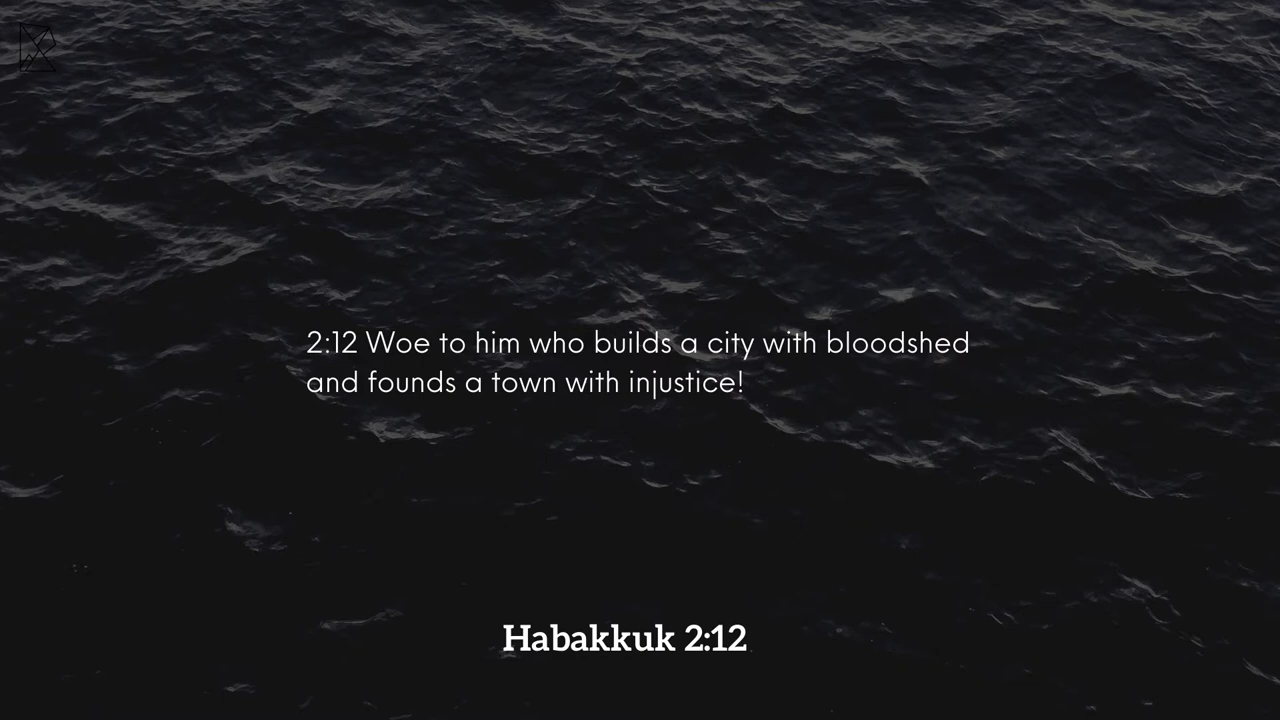 2:12 Woe to him who builds a city with bloodshed
and founds a town with injustice!
Habakkuk 2:12